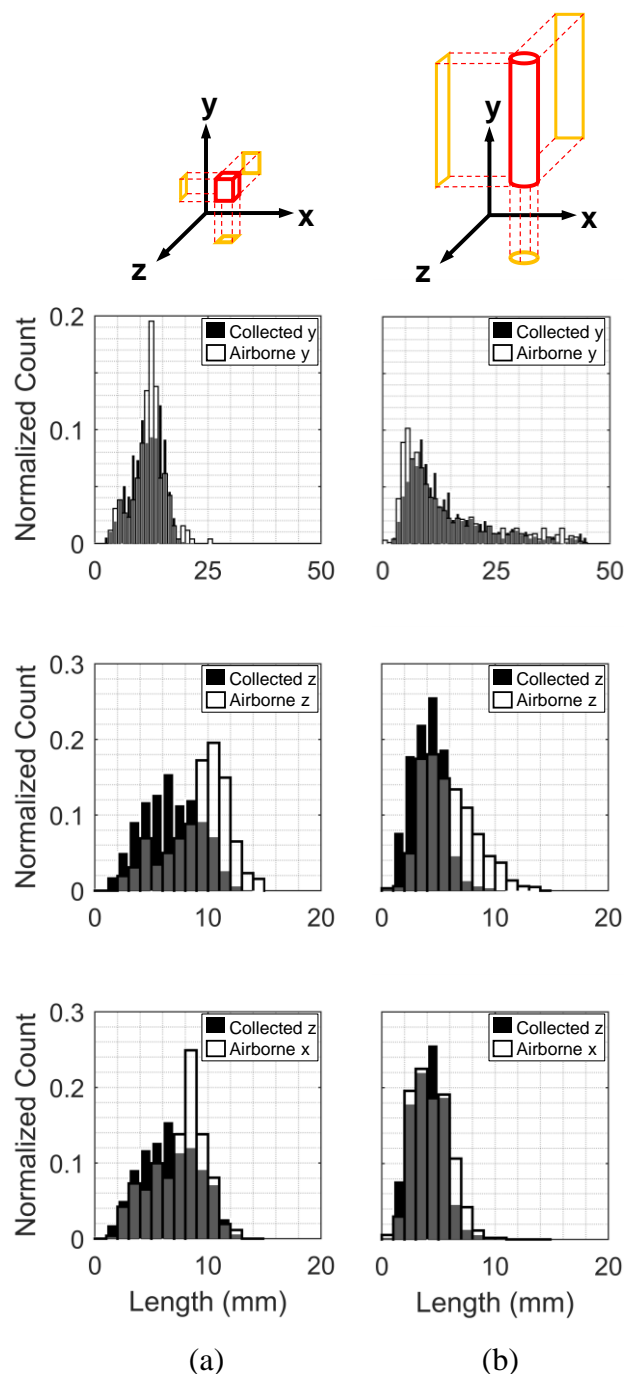 y
x
z
y
x
z
Normalized Count
0.2
0.1
0
Collected y
Airborne y
0
25
50
Collected y
Airborne y
0
25
50
Normalized Count
0.3
0.2
0.1
0
Collected z
Airborne z
0
10
20
Collected z
Airborne z
0
10
20
Normalized Count
0.3
0.2
0.1
0
Collected z
Airborne x
0
10
20
Length (mm)
Collected z
Airborne x
0
10
20
Length (mm)
(a)
(b)